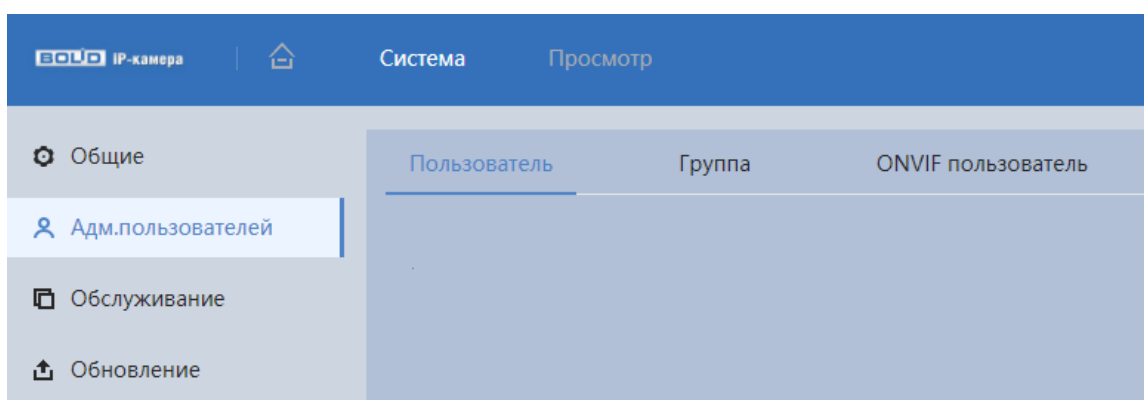 BOLID IP-камера Система Просмотр
Общие
Пользователь Группа ONVIF пользователь
Адм.пользователей
Обслуживание
Обновление